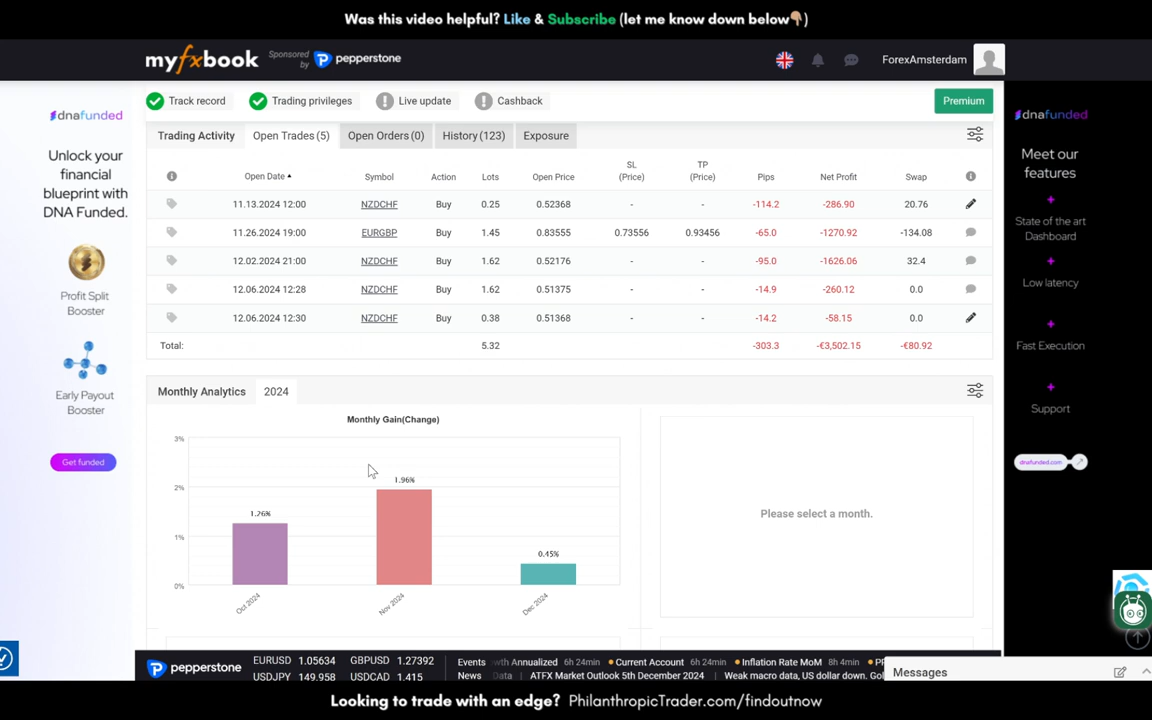 Was this video helpful? Like & Subscribe (let me know down below👇🏽)
myfxbook Sponsored by pepperstone
ForexAmsterdam
Track record Trading privileges Live update Cashback Premium
Trading Activity Open Trades (5) Open Orders (0) History (123) Exposure
Open Date Symbol Action Lots Open Price SL (Price) TP (Price) Pips Net Profit Swap
11.13.2024 12:00 NZDCHF Buy 0.25 0.52368 - - -114.2 -286.90 20.76
11.26.2024 19:00 EURGBP Buy 1.45 0.83555 0.73556 0.93456 -65.0 -1270.92 -134.08
12.02.2024 21:00 NZDCHF Buy 1.62 0.52176 - - -95.0 -1626.06 32.4
12.06.2024 12:28 NZDCHF Buy 1.62 0.51375 - - -14.9 -260.12 0.0
12.06.2024 12:30 NZDCHF Buy 0.38 0.51368 - - -14.2 -58.15 0.0
Total: 5.32 -303.3 -€3,502.15 -€80.92
Monthly Analytics 2024
Monthly Gain(Change)
3%
2%
1%
0%
1.26%
1.96%
0.45%
Oct 2024
Nov 2024
Dec 2024
Please select a month.
dnafunded
Unlock your
financial
blueprint with
DNA Funded.
Profit Split
Booster
Early Payout
Booster
Get funded
dnafunded
Meet our
features
State of the art
Dashboard
Low latency
Fast Execution
Support
dnafunded.com
pepperstone
EURUSD 1.05634 GBPUSD 1.27392
USDJPY 149.958 USDCAD 1.415
Events wth Annualized 6h 24min Current Account 6h 24min Inflation Rate MoM 8h 4min
News Data ATFX Market Outlook 5th December 2024 Weak macro data, US dollar down.
Messages
Looking to trade with an edge? PhilanthropicTrader.com/findoutnow